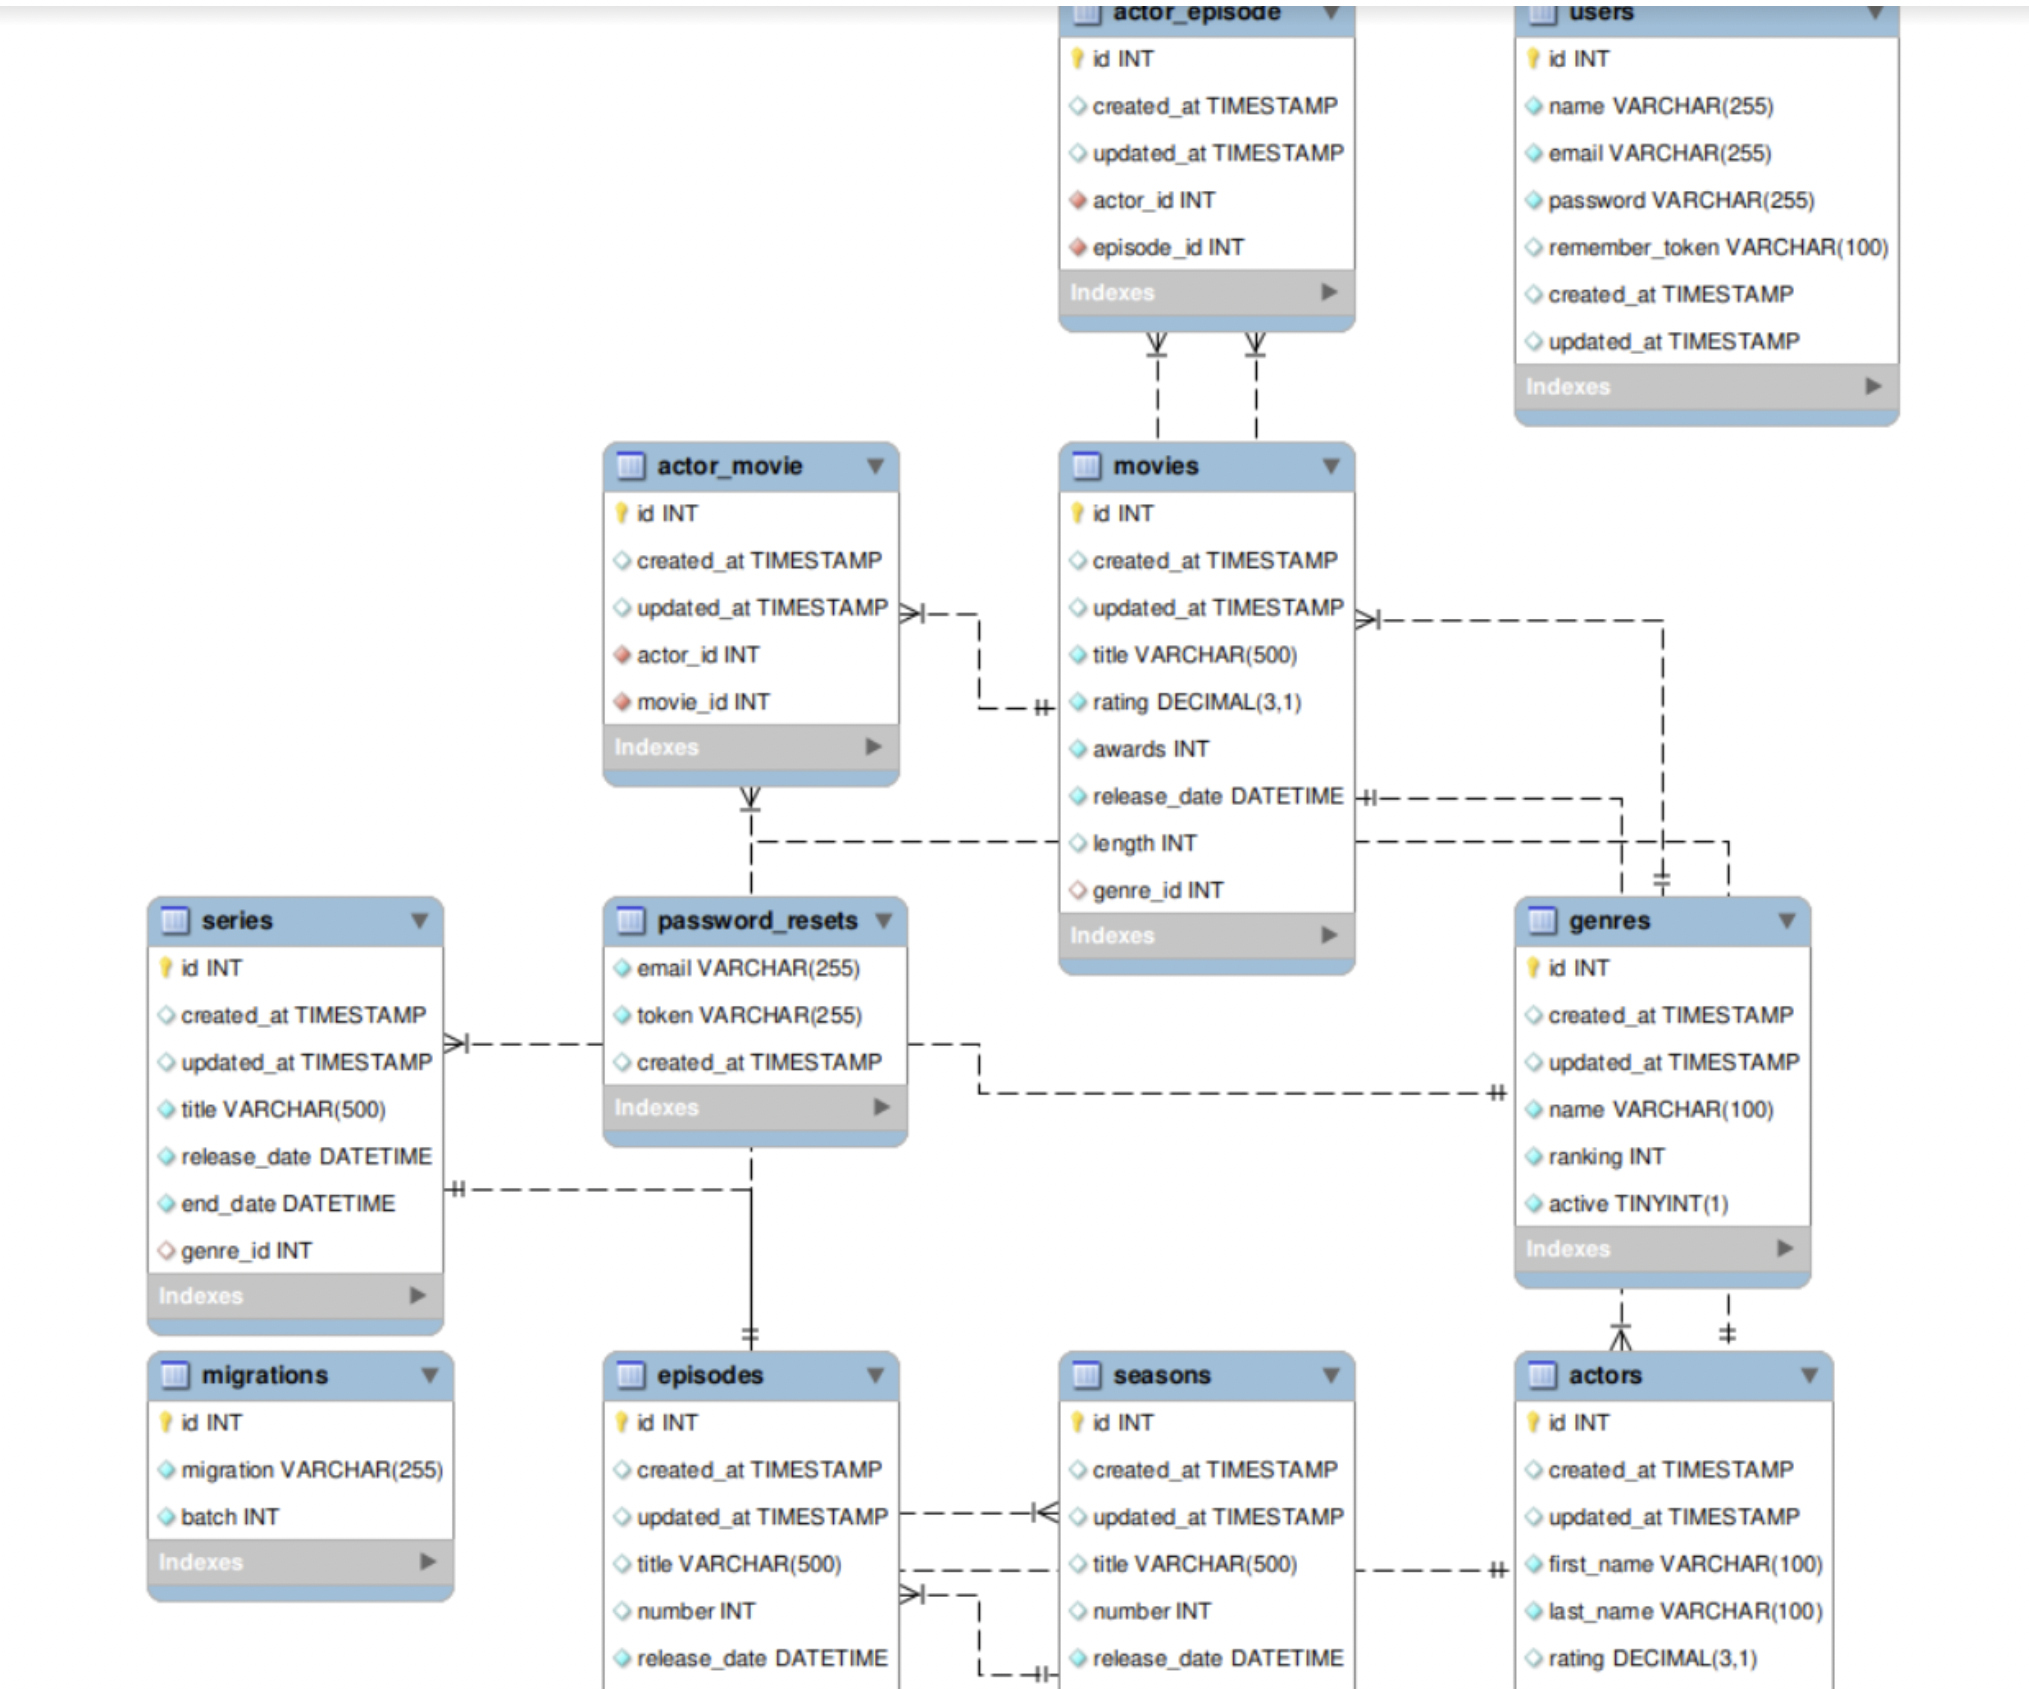 actor_episode
id INT
created_at TIMESTAMP
updated_at TIMESTAMP
actor_id INT
episode_id INT
Indexes
users
id INT
name VARCHAR(255)
email VARCHAR(255)
password VARCHAR(255)
remember_token VARCHAR(100)
created_at TIMESTAMP
updated_at TIMESTAMP
Indexes
actor_movie
id INT
created_at TIMESTAMP
updated_at TIMESTAMP
actor_id INT
movie_id INT
Indexes
movies
id INT
created_at TIMESTAMP
updated_at TIMESTAMP
title VARCHAR(500)
rating DECIMAL(3,1)
awards INT
release_date DATETIME
length INT
genre_id INT
Indexes
series
id INT
created_at TIMESTAMP
updated_at TIMESTAMP
title VARCHAR(500)
release_date DATETIME
end_date DATETIME
genre_id INT
Indexes
password_resets
email VARCHAR(255)
token VARCHAR(255)
created_at TIMESTAMP
Indexes
genres
id INT
created_at TIMESTAMP
updated_at TIMESTAMP
name VARCHAR(100)
ranking INT
active TINYINT(1)
Indexes
migrations
id INT
migration VARCHAR(255)
batch INT
Indexes
episodes
id INT
created_at TIMESTAMP
updated_at TIMESTAMP
title VARCHAR(500)
number INT
release_date DATETIME
seasons
id INT
created_at TIMESTAMP
updated_at TIMESTAMP
title VARCHAR(500)
number INT
release_date DATETIME
actors
id INT
created_at TIMESTAMP
updated_at TIMESTAMP
first_name VARCHAR(100)
last_name VARCHAR(100)
rating DECIMAL(3,1)